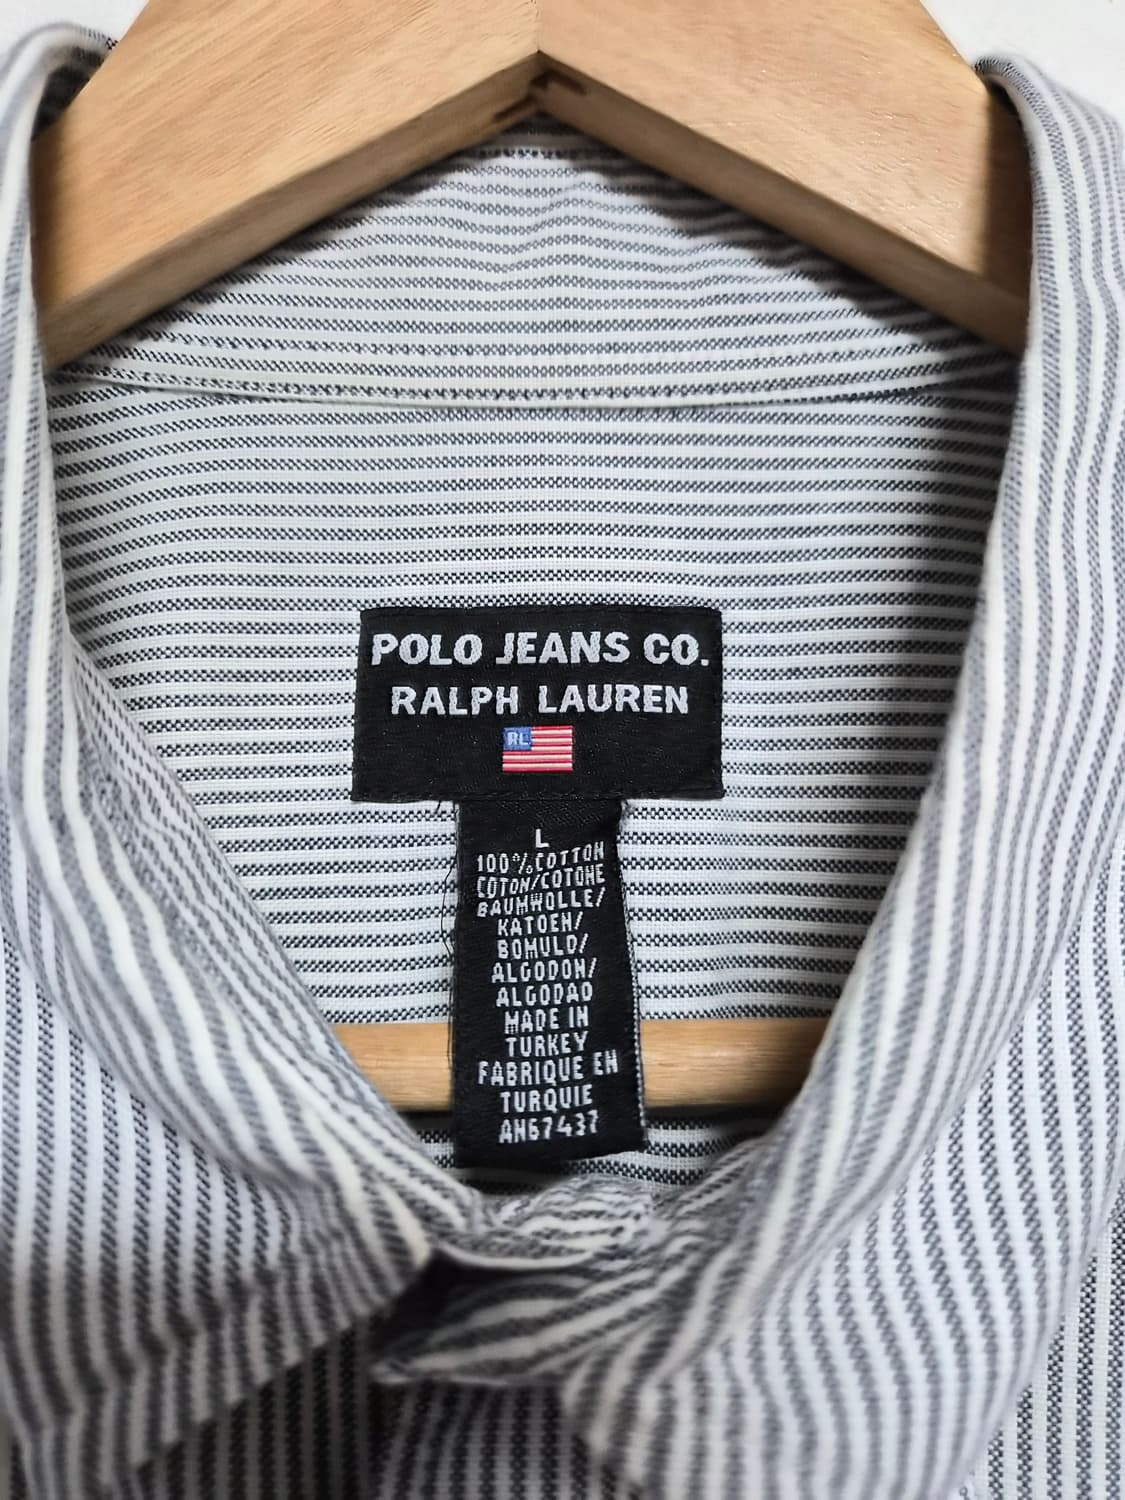 POLO JEANS CO.
RALPH LAUREN
RL
L
100% COTTON
COTON/COTONE
BAUMWOLLE/
KATOEN/
BOMULD/
ALGODON/
ALGODAO
MADE IN
TURKEY
FABRIQUE EN
TURQUIE
AH67437